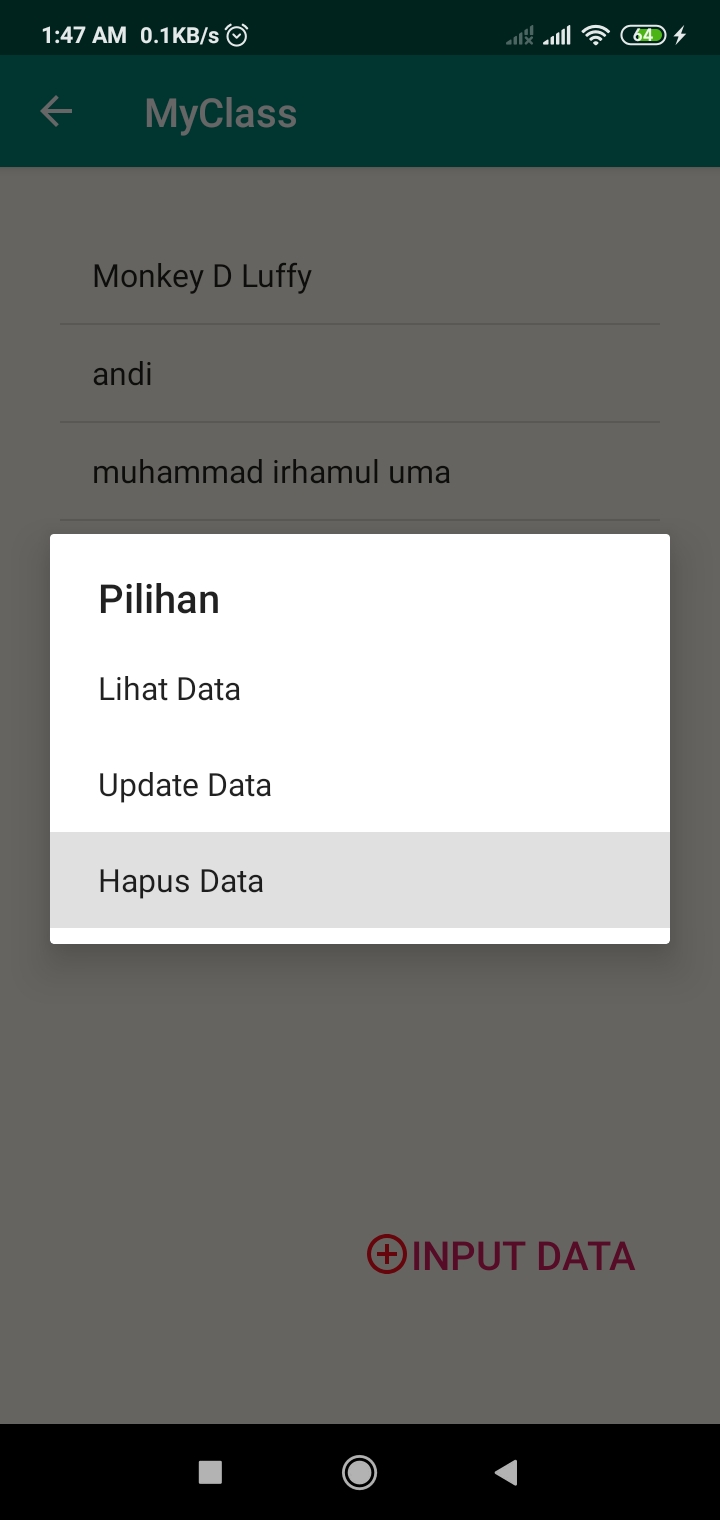 1:47 AM 0.1KB/s 64
MyClass
Monkey D Luffy
andi
muhammad irhamul uma
Pilihan
Lihat Data
Update Data
Hapus Data
INPUT DATA